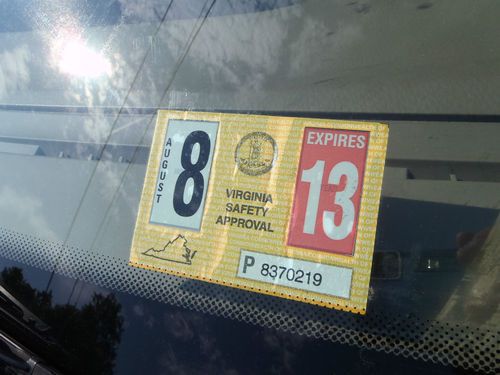 AUGUST
8
VIRGINIA
SAFETY
APPROVAL
EXPIRES
13
P 8370219